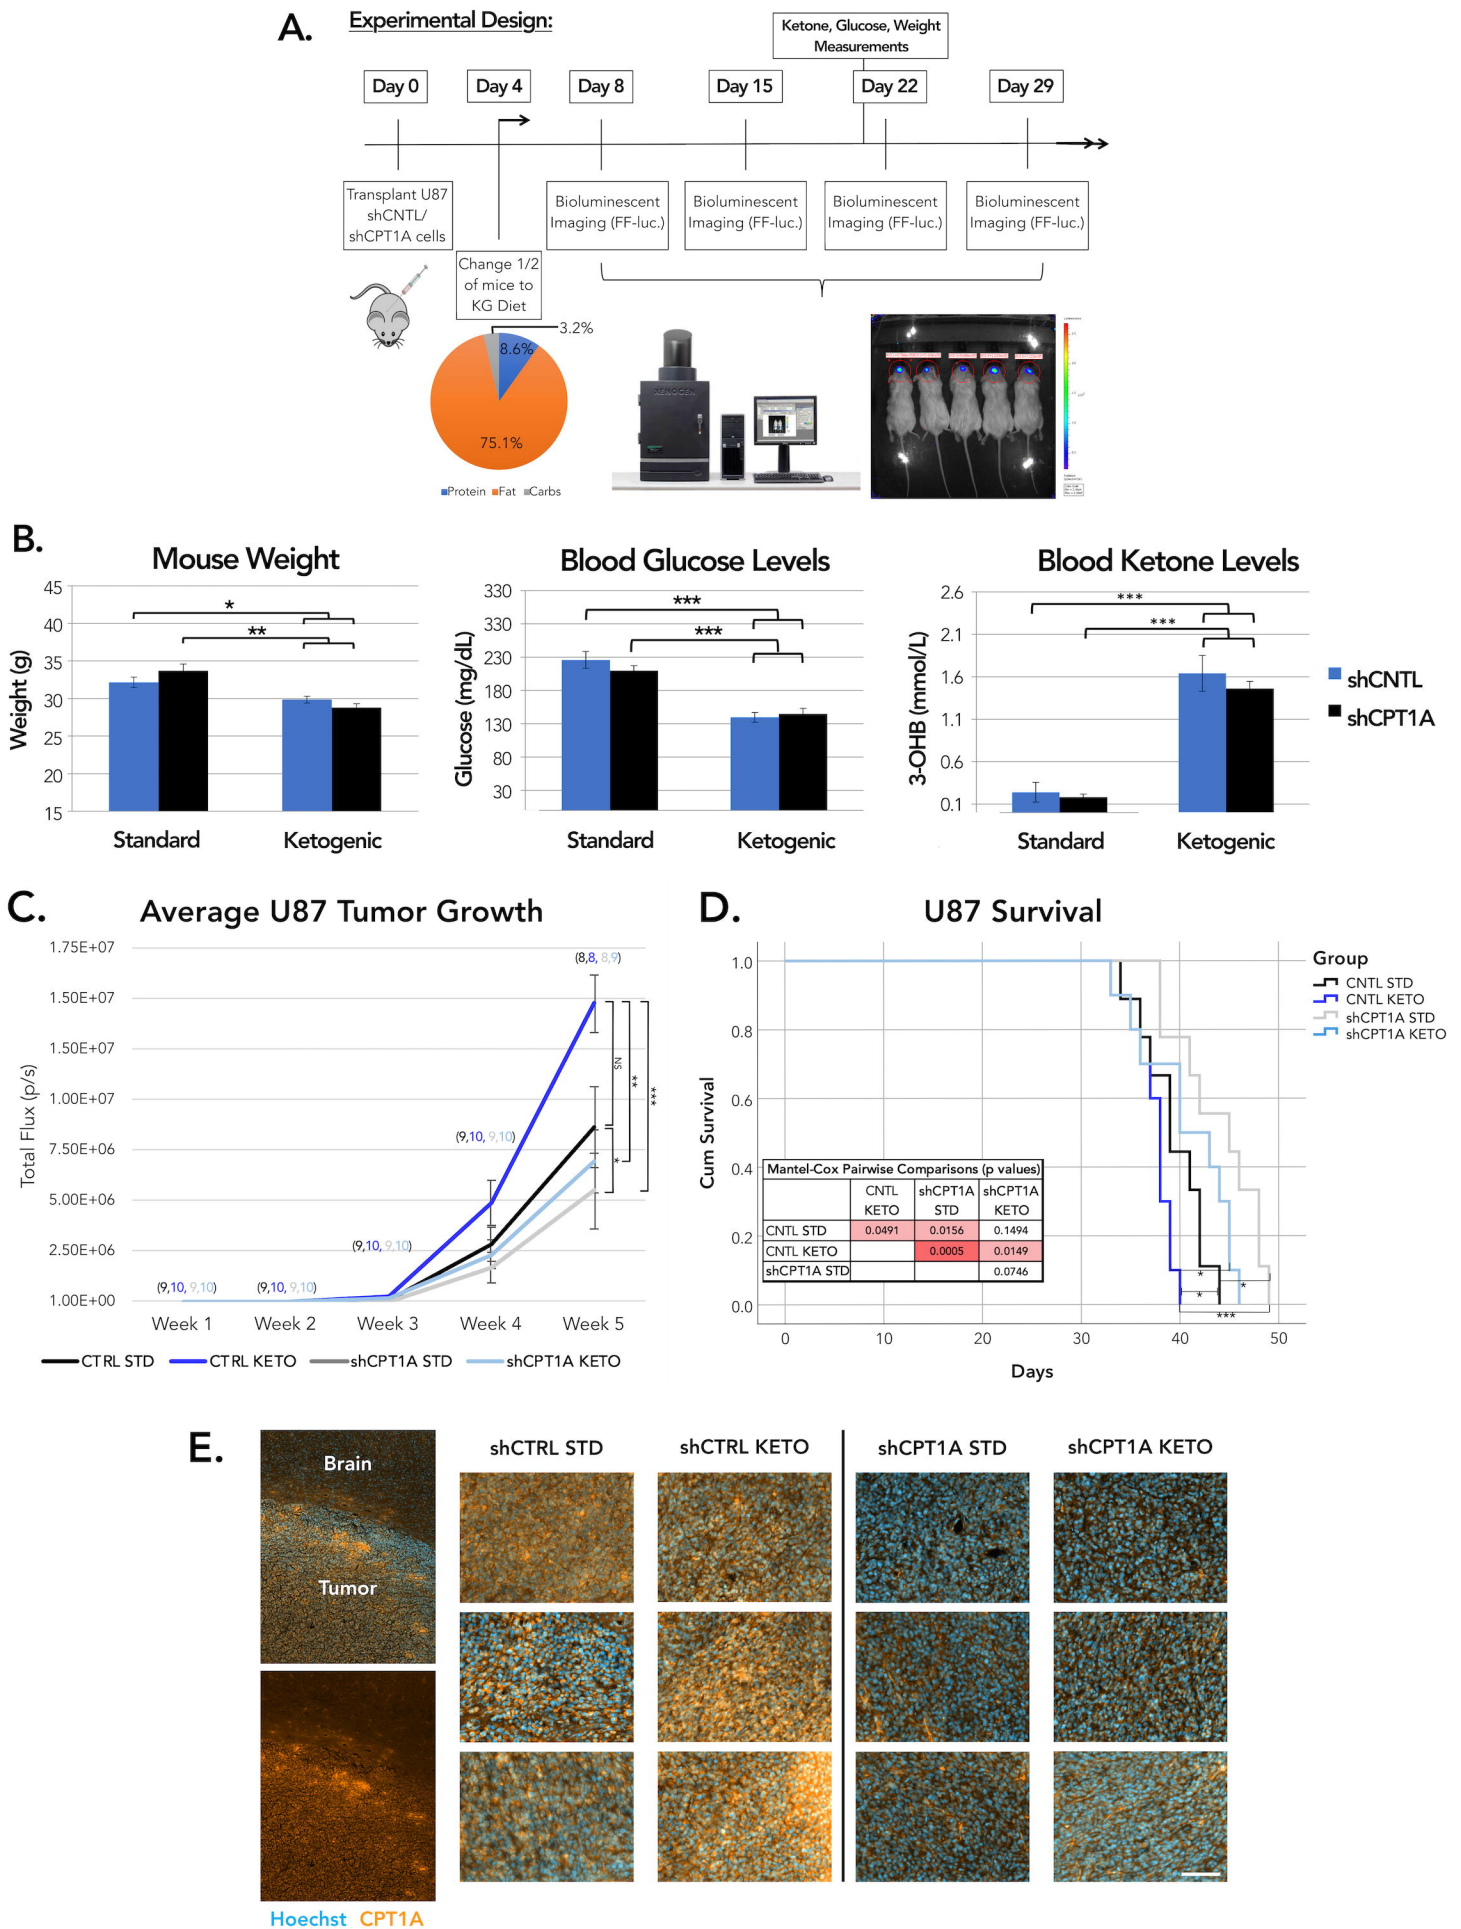 A.
Experimental Design:
Ketone, Glucose, Weight
Measurements
Day 0
Day 4
Day 8
Day 15
Day 22
Day 29
Transplant U87
shCNTL/
shCPT1A cells
Change 1/2
of mice to
KG Diet
Bioluminescent
Imaging (FF-luc.)
Bioluminescent
Imaging (FF-luc.)
Bioluminescent
Imaging (FF-luc.)
Bioluminescent
Imaging (FF-luc.)
3.2%
8.6%
75.1%
Protein Fat Carbs
XENOGEN
B.
Mouse Weight
Weight (g)
45
40
35
30
25
20
15
*
**
Standard Ketogenic
Blood Glucose Levels
Glucose (mg/dL)
330
330
230
180
130
80
30
***
***
Standard Ketogenic
Blood Ketone Levels
3-OHB (mmol/L)
2.6
2.1
1.6
1.1
0.6
0.1
***
***
Standard Ketogenic
shCNTL
shCPT1A
C.
Average U87 Tumor Growth
Total Flux (p/s)
1.75E+07
1.50E+07
1.50E+07
1.00E+07
7.50E+06
5.00E+06
2.50E+06
1.00E+00
(9,10, 9,10)
(9,10, 9,10)
(9,10, 9,10)
(9,10, 9,10)
(8,8, 8,9)
NS
**
***
*
Week 1 Week 2 Week 3 Week 4 Week 5
CTRL STD CTRL KETO shCPT1A STD shCPT1A KETO
D.
U87 Survival
Cum Survival
1.0
0.8
0.6
0.4
0.2
0.0
0 10 20 30 40 50
Days
Group
CNTL STD
CNTL KETO
shCPT1A STD
shCPT1A KETO
Mantel-Cox Pairwise Comparisons (p values)
CNTL KETO shCPT1A STD shCPT1A KETO
CNTL STD 0.0491 0.0156 0.1494
CNTL KETO 0.0005 0.0149
shCPT1A STD 0.0746
*
*
*
***
E.
Brain
Tumor
shCTRL STD
shCTRL KETO
shCPT1A STD
shCPT1A KETO
Hoechst CPT1A